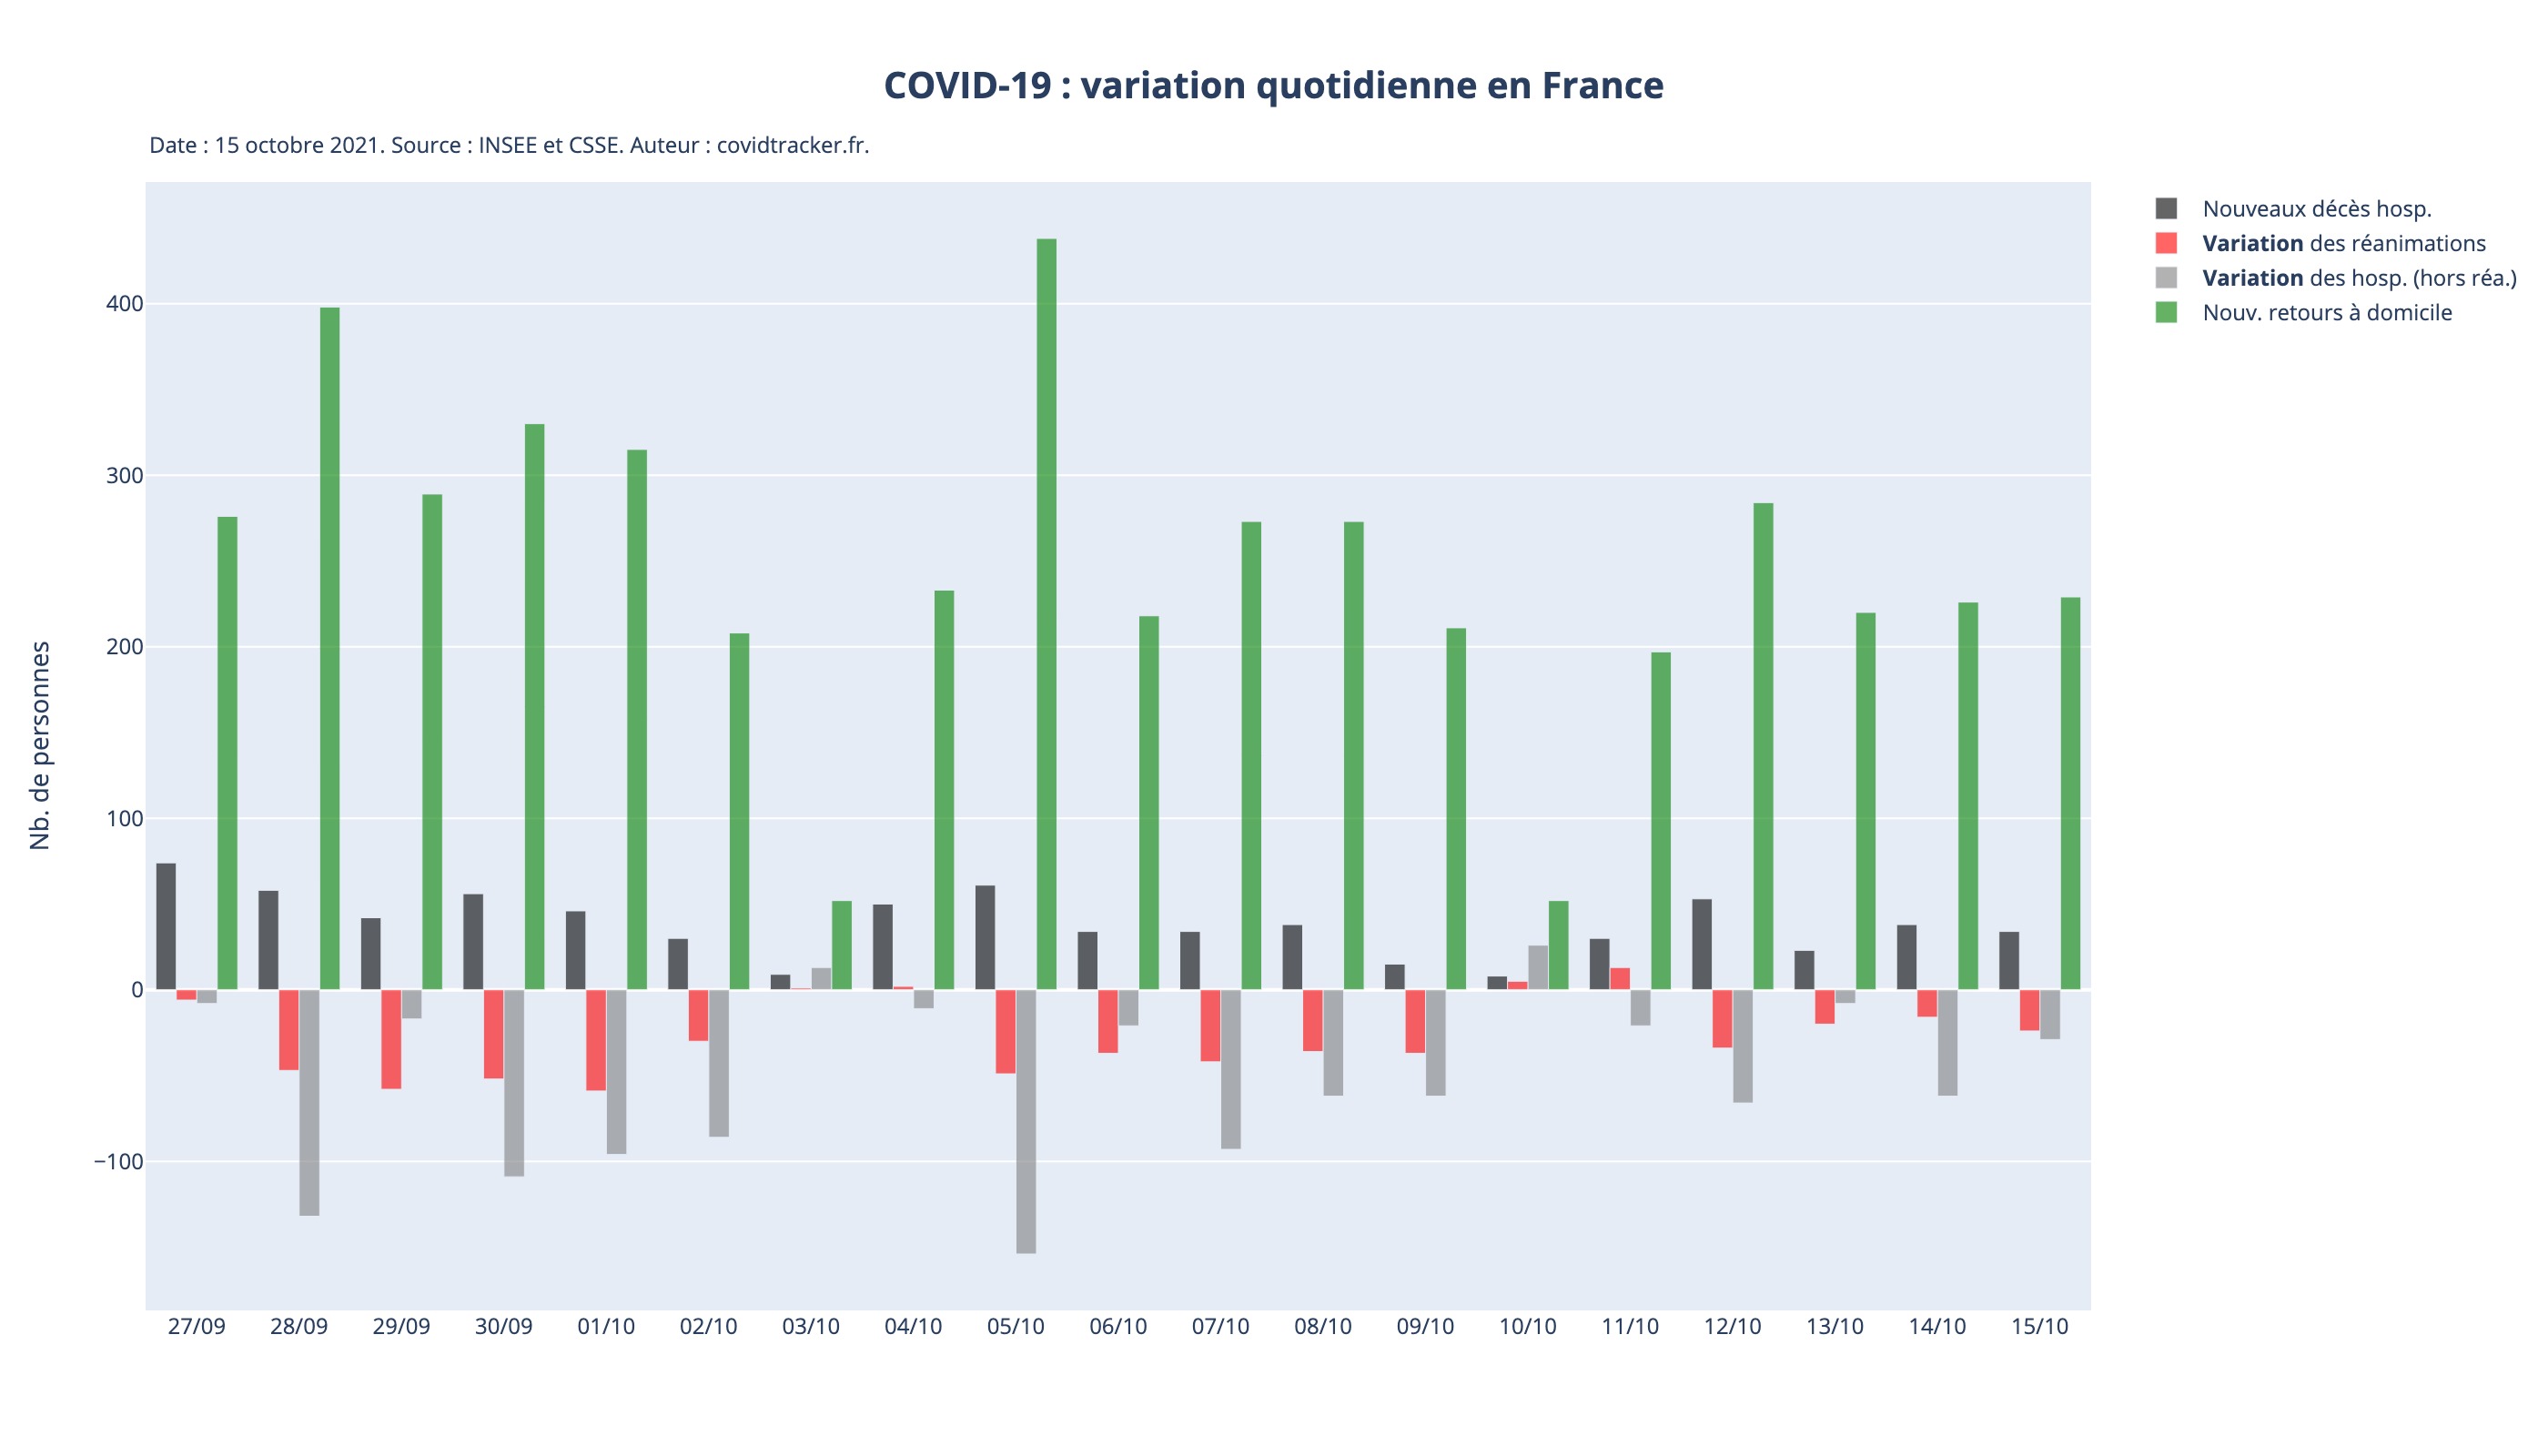 COVID-19 : variation quotidienne en France
Date : 15 octobre 2021. Source : INSEE et CSSE. Auteur : covidtracker.fr.
Nouveaux décès hosp.
Variation des réanimations
Variation des hosp. (hors réa.)
Nouv. retours à domicile
Nb. de personnes
400
300
200
100
0
−100
27/09 28/09 29/09 30/09 01/10 02/10 03/10 04/10 05/10 06/10 07/10 08/10 09/10 10/10 11/10 12/10 13/10 14/10 15/10